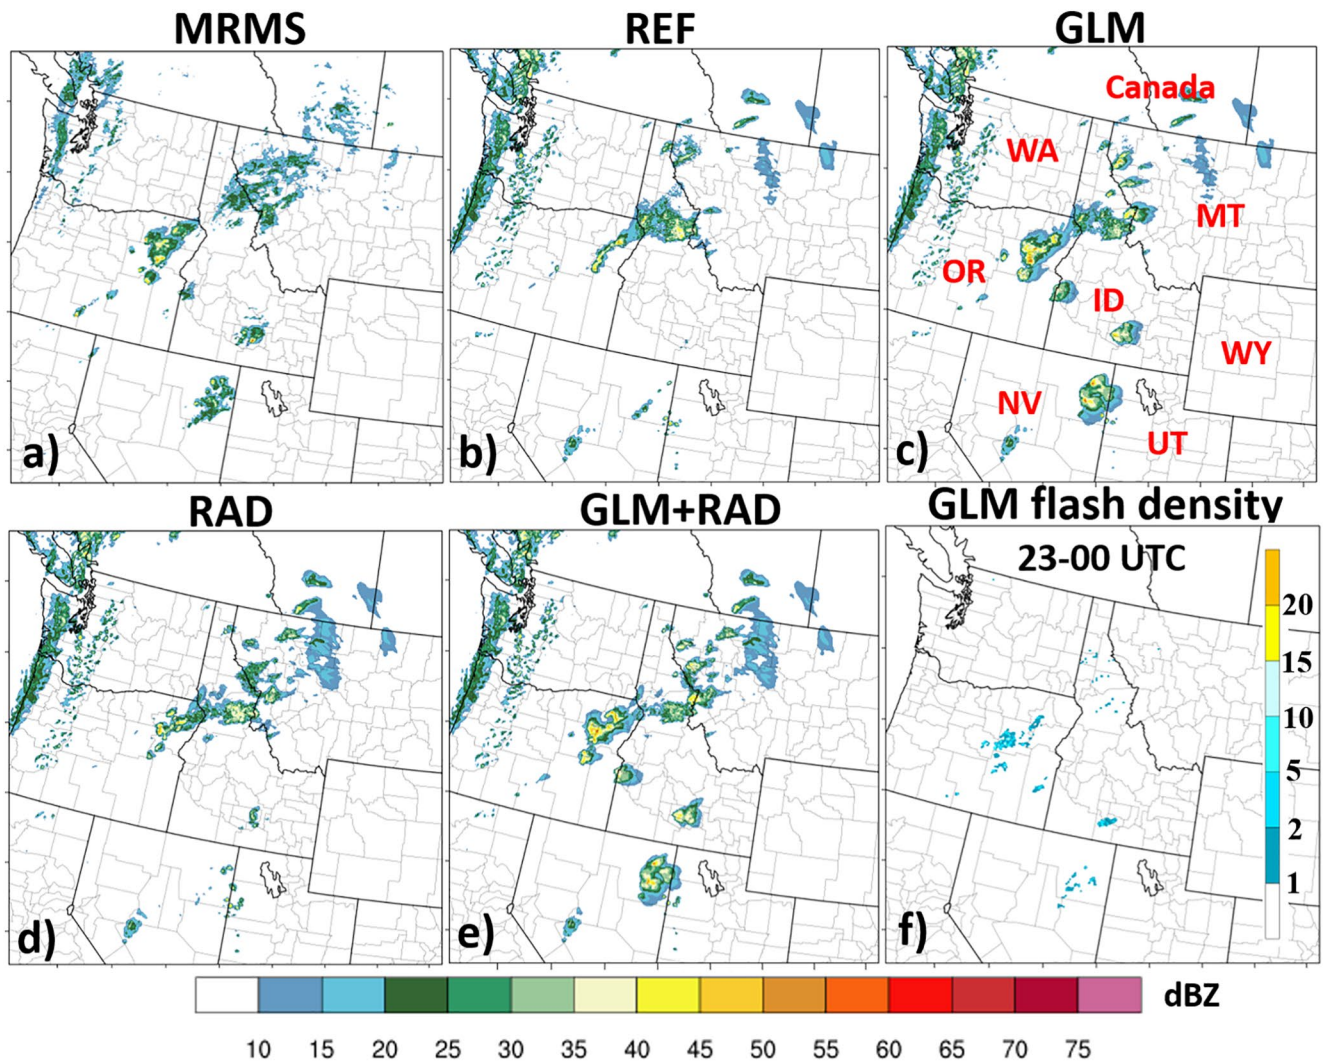 MRMS
REF
GLM
Canada
WA
MT
OR
ID
WY
NV
UT
a)
b)
c)
RAD
GLM+RAD
GLM flash density
23-00 UTC
20
15
10
5
2
1
d)
e)
f)
dBZ
10 15 20 25 30 35 40 45 50 55 60 65 70 75